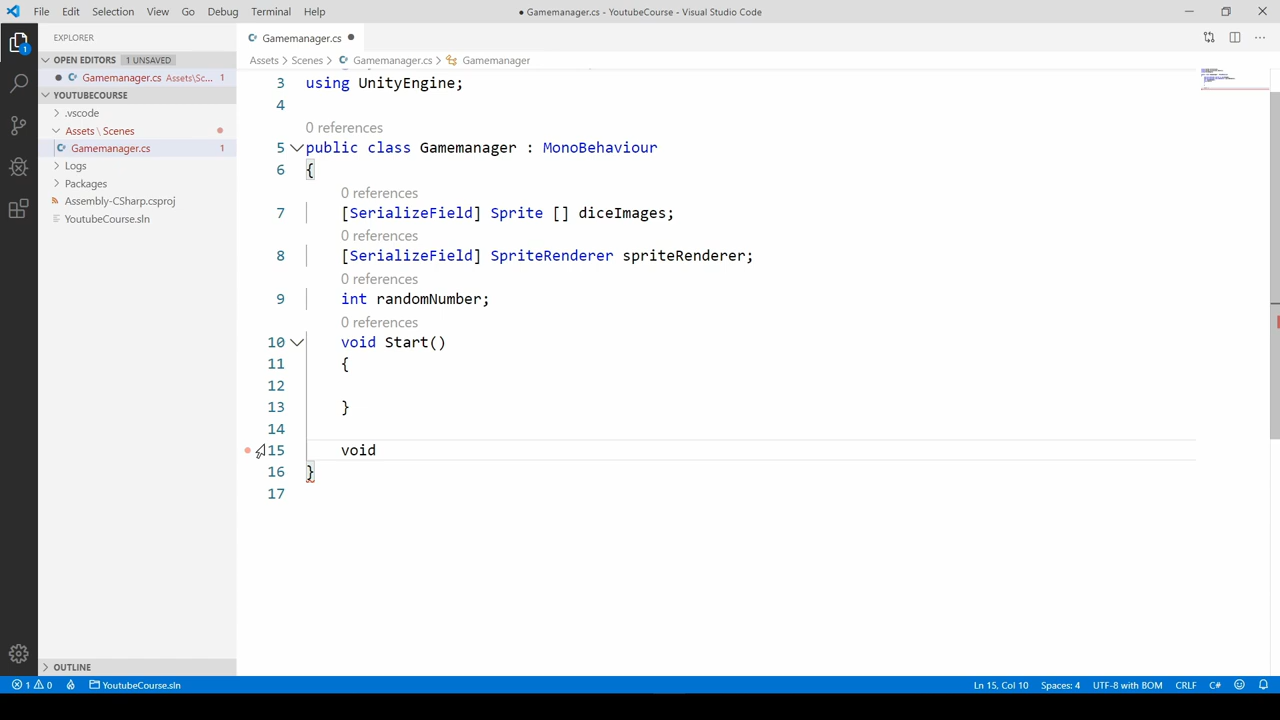 File Edit Selection View Go Debug Terminal Help
● Gamemanager.cs - YoutubeCourse - Visual Studio Code
EXPLORER
OPEN EDITORS 1 UNSAVED
● Gamemanager.cs Assets\Sc... 1
YOUTUBECOURSE
.vscode
Assets \ Scenes
Gamemanager.cs 1
Logs
Packages
Assembly-CSharp.csproj
YoutubeCourse.sln
OUTLINE
1
Gamemanager.cs ●
Assets > Scenes > Gamemanager.cs > Gamemanager
3 using UnityEngine;
4
0 references
5 public class Gamemanager : MonoBehaviour
6 {
0 references
7 [SerializeField] Sprite [] diceImages;
0 references
8 [SerializeField] SpriteRenderer spriteRenderer;
0 references
9 int randomNumber;
0 references
10 void Start()
11 {
12
13 }
14
15 void
16 }
17
1 0 YoutubeCourse.sln Ln 15, Col 10 Spaces: 4 UTF-8 with BOM CRLF C#